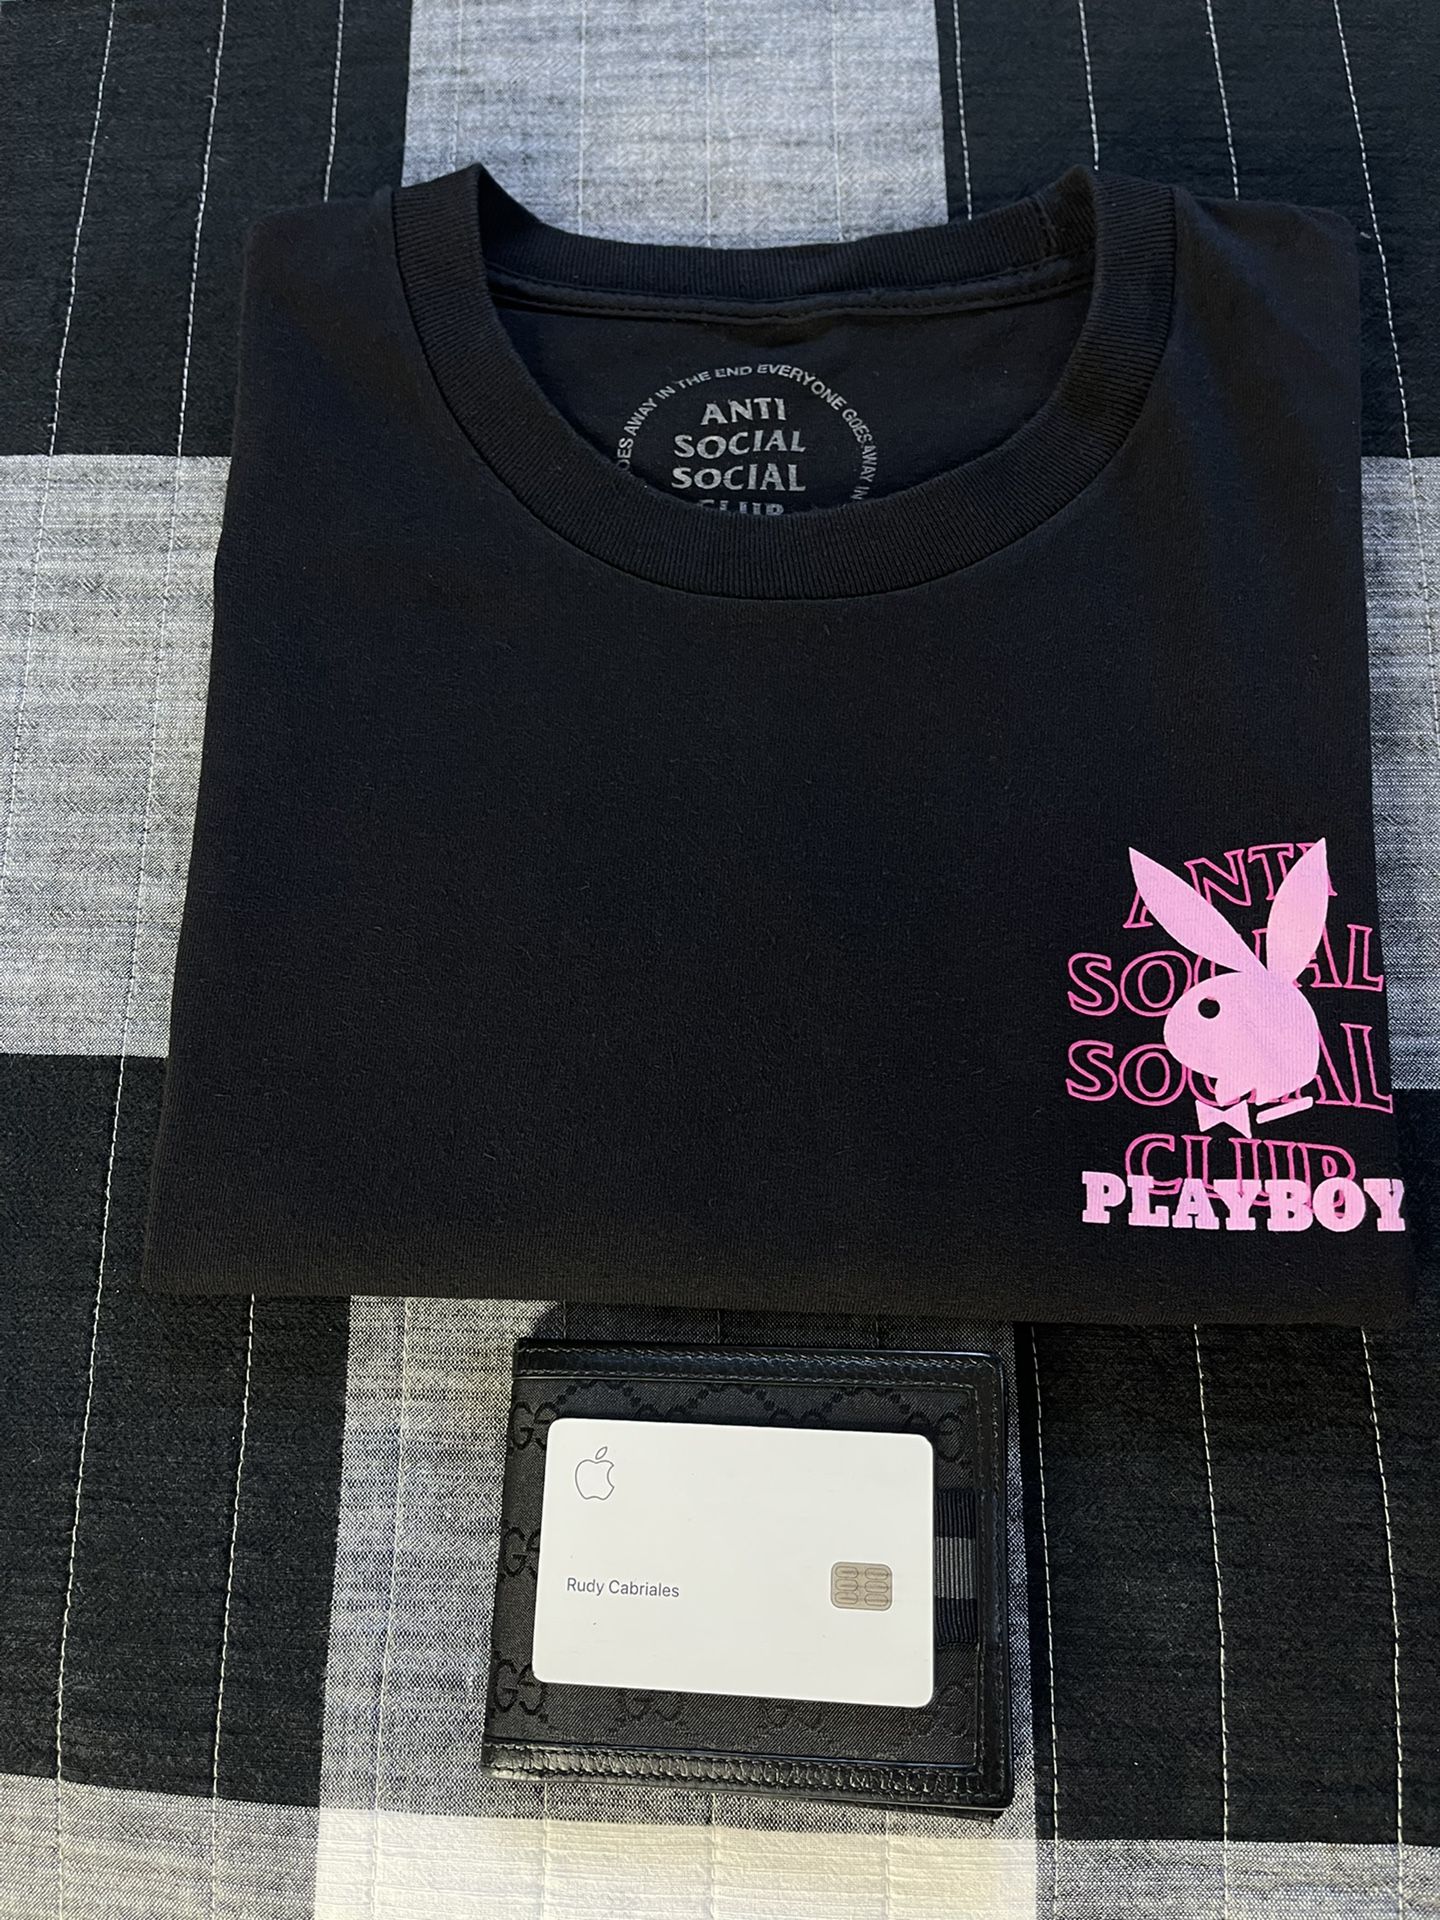 GOES AWAY IN THE END EVERYONE GOES AWAY IN
ANTI
SOCIAL
SOCIAL
CLUB
ANTI
SOCIAL
SOCIAL
CLUB
PLAYBOY
Rudy Cabriales